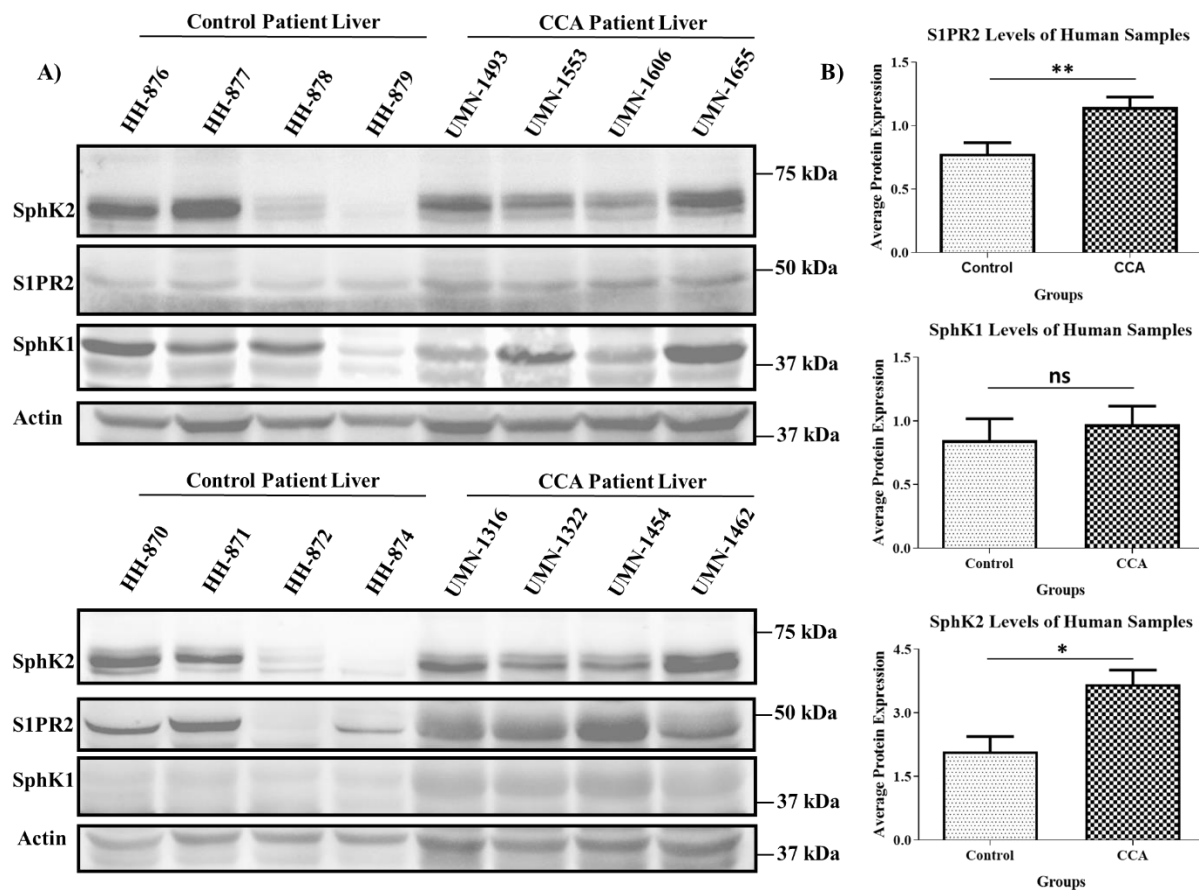 A)
Control Patient Liver
CCA Patient Liver
HH-876
HH-877
HH-878
HH-879
UMN-1493
UMN-1553
UMN-1606
UMN-1655
75 kDa
SphK2
50 kDa
S1PR2
SphK1
37 kDa
Actin
37 kDa
Control Patient Liver
CCA Patient Liver
HH-870
HH-871
HH-872
HH-874
UMN-1316
UMN-1322
UMN-1454
UMN-1462
75 kDa
SphK2
50 kDa
S1PR2
SphK1
37 kDa
Actin
37 kDa
B)
S1PR2 Levels of Human Samples
Average Protein Expression
1.5
**
1.0
0.5
0.0
Control
CCA
Groups
SphK1 Levels of Human Samples
Average Protein Expression
1.5
ns
1.0
0.5
0.0
Control
CCA
Groups
SphK2 Levels of Human Samples
Average Protein Expression
4.5
*
3.0
1.5
0.0
Control
CCA
Groups